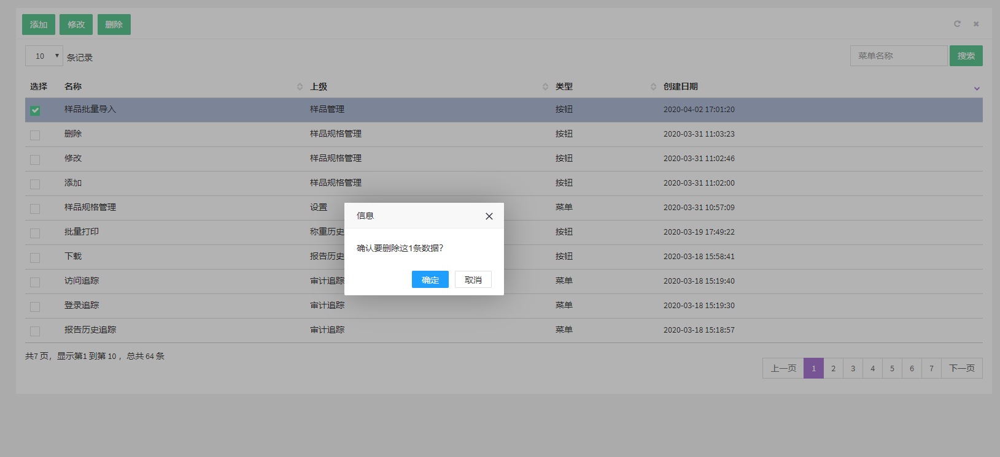 添加 修改 删除
10 条记录 菜单名称 搜索
选择 名称 上级 类型 创建日期
样品批量导入 样品管理 按钮 2020-04-02 17:01:20
删除 样品规格管理 按钮 2020-03-31 11:03:23
修改 样品规格管理 按钮 2020-03-31 11:02:46
添加 样品规格管理 按钮 2020-03-31 11:02:00
样品规格管理 设置 菜单 2020-03-31 10:57:09
批量打印 称重历史 按钮 2020-03-19 17:49:22
下载 报告历史 按钮 2020-03-18 15:58:41
访问追踪 审计追踪 菜单 2020-03-18 15:19:40
登录追踪 审计追踪 菜单 2020-03-18 15:19:30
报告历史追踪 审计追踪 菜单 2020-03-18 15:18:57
信息
确认要删除这1条数据?
确定 取消
共7 页，显示第1 到第 10 ，总共 64 条
上一页 1 2 3 4 5 6 7 下一页